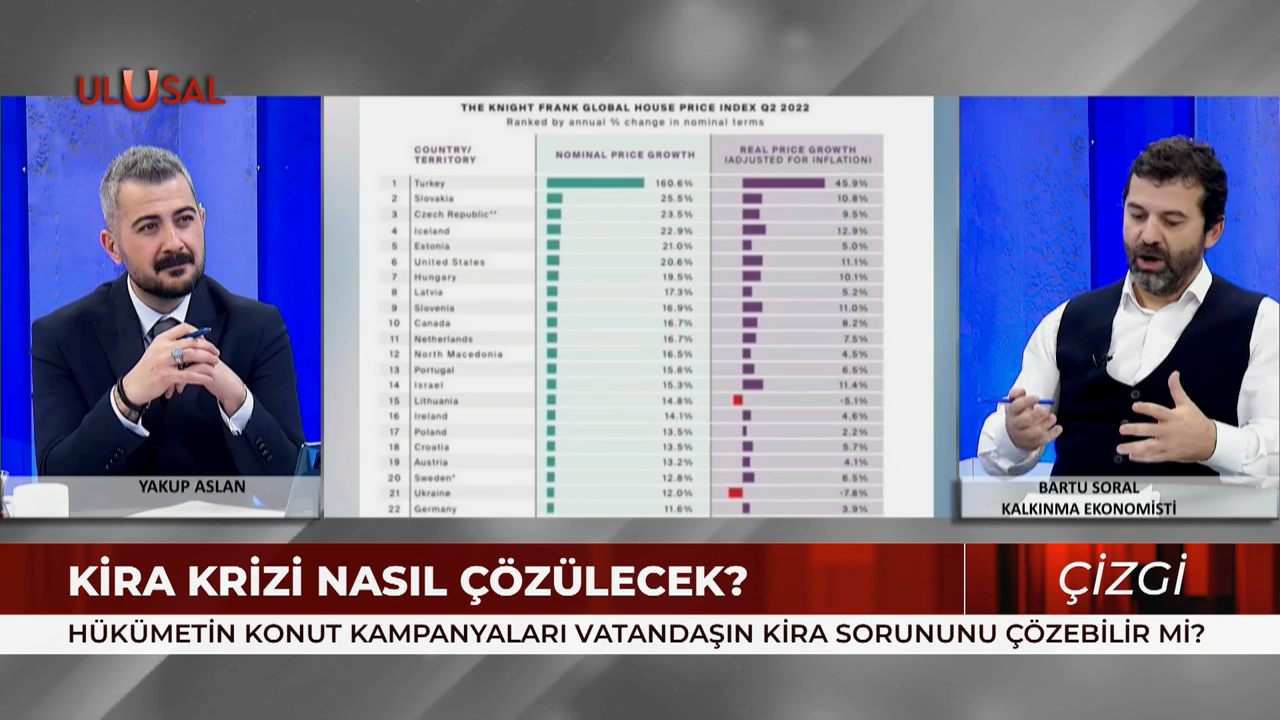 ULUSAL
THE KNIGHT FRANK GLOBAL HOUSE PRICE INDEX Q2 2022
Ranked by annual % change in nominal terms
COUNTRY/
TERRITORY
NOMINAL PRICE GROWTH
REAL PRICE GROWTH
(ADJUSTED FOR INFLATION)
1 Turkey 160.6% 45.9%
2 Slovakia 25.5% 10.8%
3 Czech Republic** 23.5% 9.5%
4 Iceland 22.9% 12.9%
5 Estonia 21.0% 5.0%
6 United States 20.6% 11.1%
7 Hungary 19.5% 10.1%
8 Latvia 17.3% 5.2%
9 Slovenia 16.9% 11.0%
10 Canada 16.7% 8.2%
11 Netherlands 16.7% 7.5%
12 North Macedonia 16.5% 4.5%
13 Portugal 15.8% 6.5%
14 Israel 15.3% 11.4%
15 Lithuania 14.8% -5.1%
16 Ireland 14.1% 4.6%
17 Poland 13.5% 2.2%
18 Croatia 13.5% 5.7%
19 Austria 13.2% 4.1%
20 Sweden* 12.8% 6.5%
21 Ukraine 12.0% -7.8%
22 Germany 11.6% 3.9%
YAKUP ASLAN
BARTU SORAL
KALKINMA EKONOMİSTİ
KİRA KRİZİ NASIL ÇÖZÜLECEK?
ÇİZGİ
HÜKÜMETİN KONUT KAMPANYALARI VATANDAŞIN KİRA SORUNUNU ÇÖZEBİLİR Mİ?